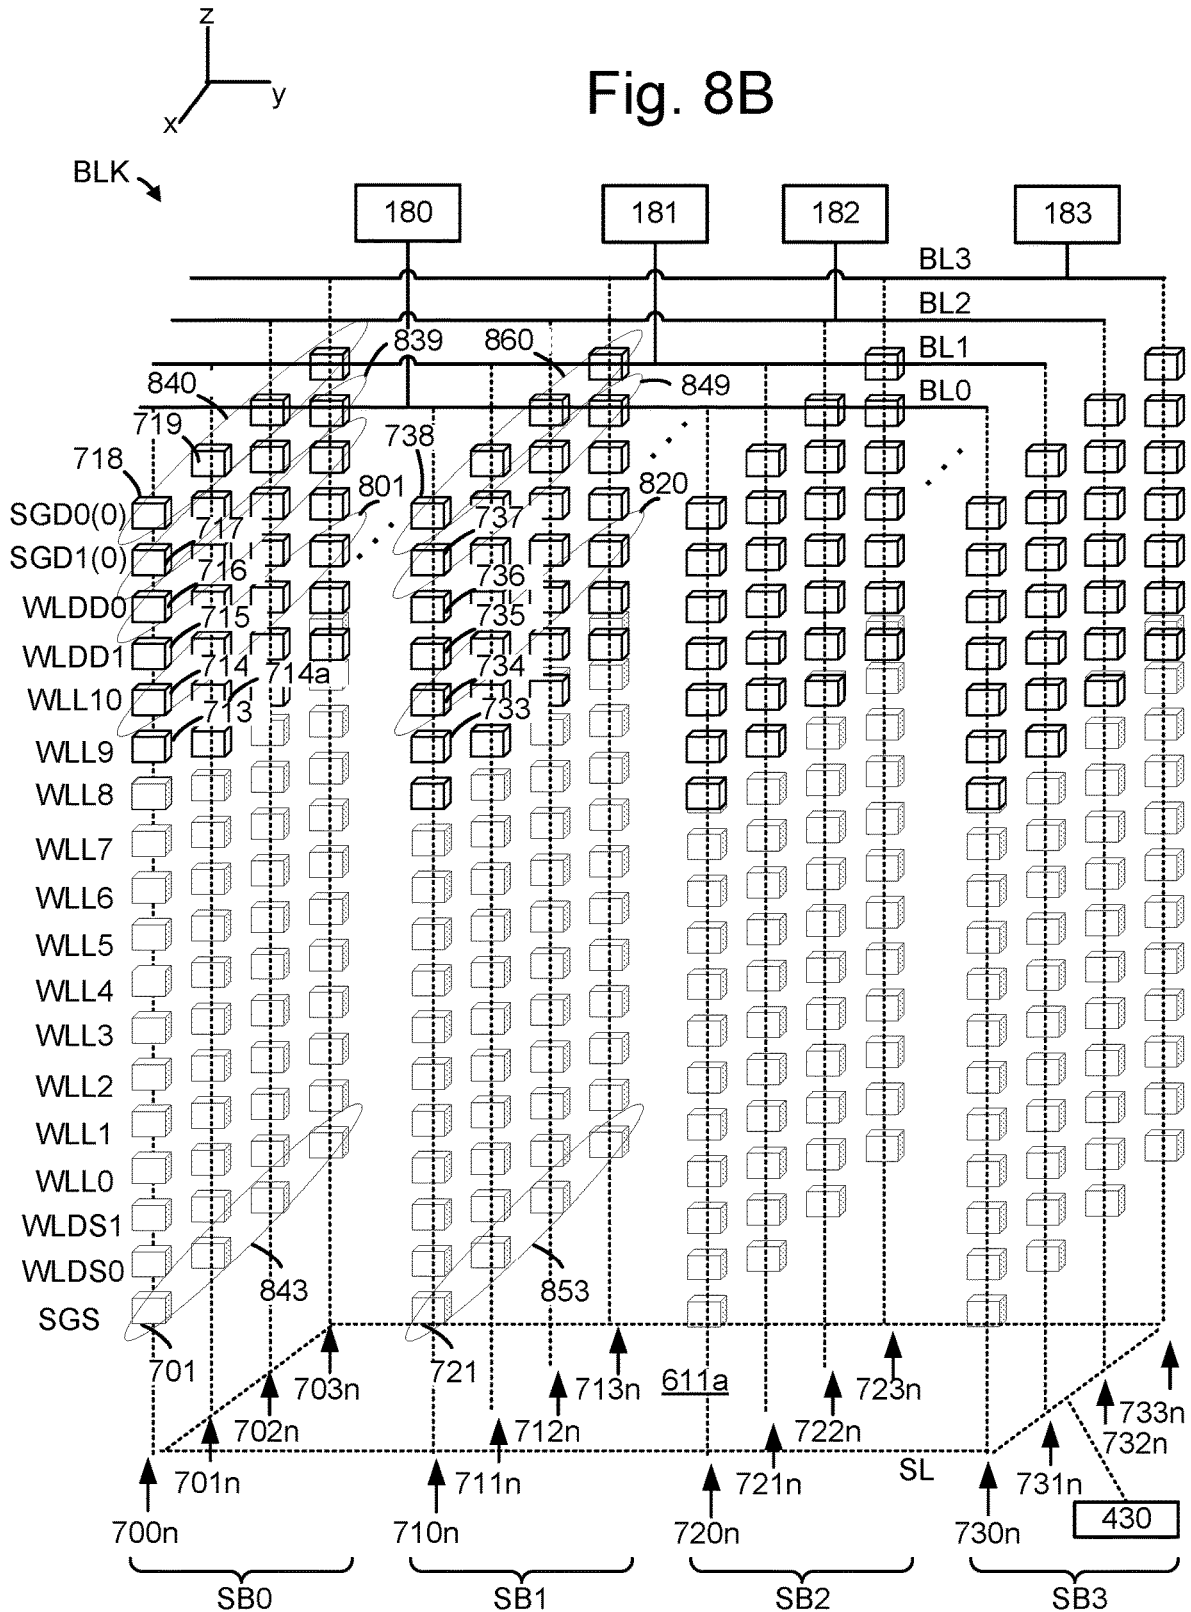 z
y
x
Fig. 8B
BLK
180
181
182
183
BL3
BL2
BL1
BL0
839
860
849
840
719
738
718
801
820
SGD0(0)
717
737
SGD1(0)
716
736
WLDD0
715
735
WLDD1
714
714a
734
WLL10
713
733
WLL9
WLL8
WLL7
WLL6
WLL5
WLL4
WLL3
WLL2
WLL1
WLL0
WLDS1
WLDS0
843
853
SGS
701
721
703n
713n
611a
723n
702n
712n
722n
733n
732n
701n
711n
721n
SL
731n
700n
710n
720n
730n
430
SB0
SB1
SB2
SB3